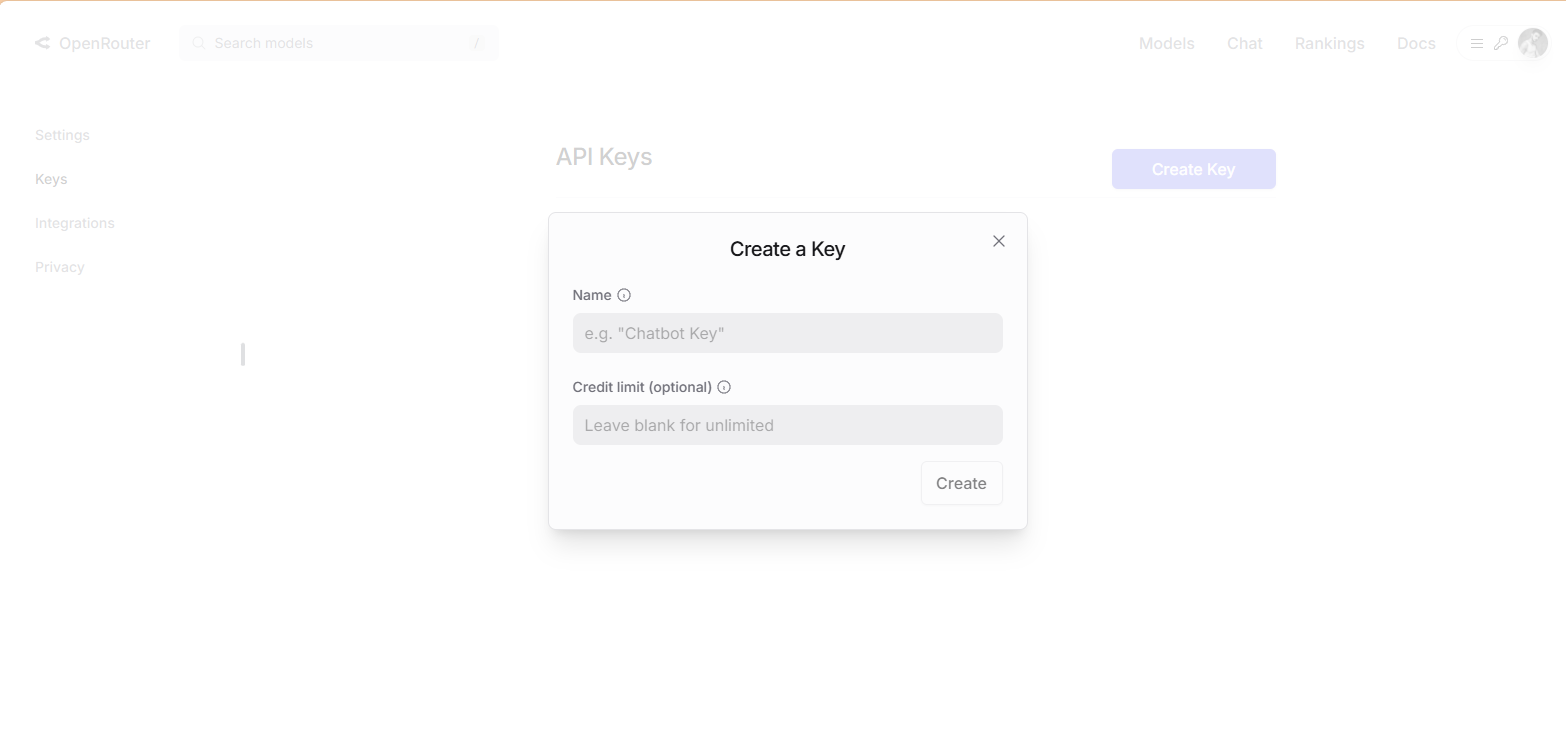 OpenRouter
Search models
/
Models
Chat
Rankings
Docs
Settings
Keys
Integrations
Privacy
API Keys
Create Key
Create a Key
Name
e.g. "Chatbot Key"
Credit limit (optional)
Leave blank for unlimited
Create